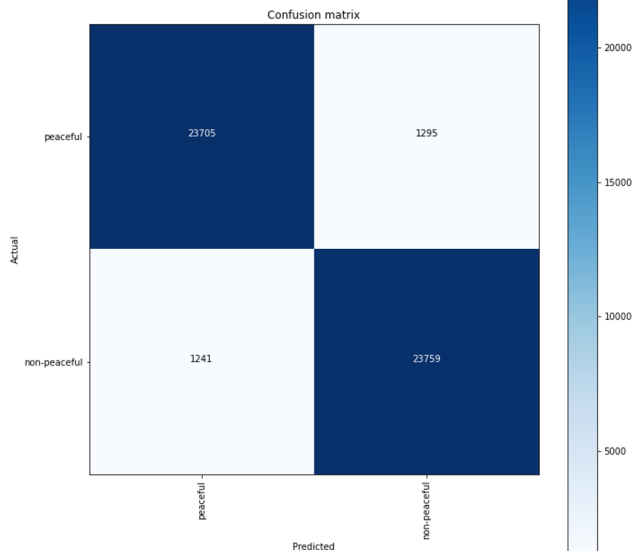 Confusion matrix
20000
peaceful
23705
1295
15000
Actual
10000
non-peaceful
1241
23759
5000
peaceful
non-peaceful
Predicted